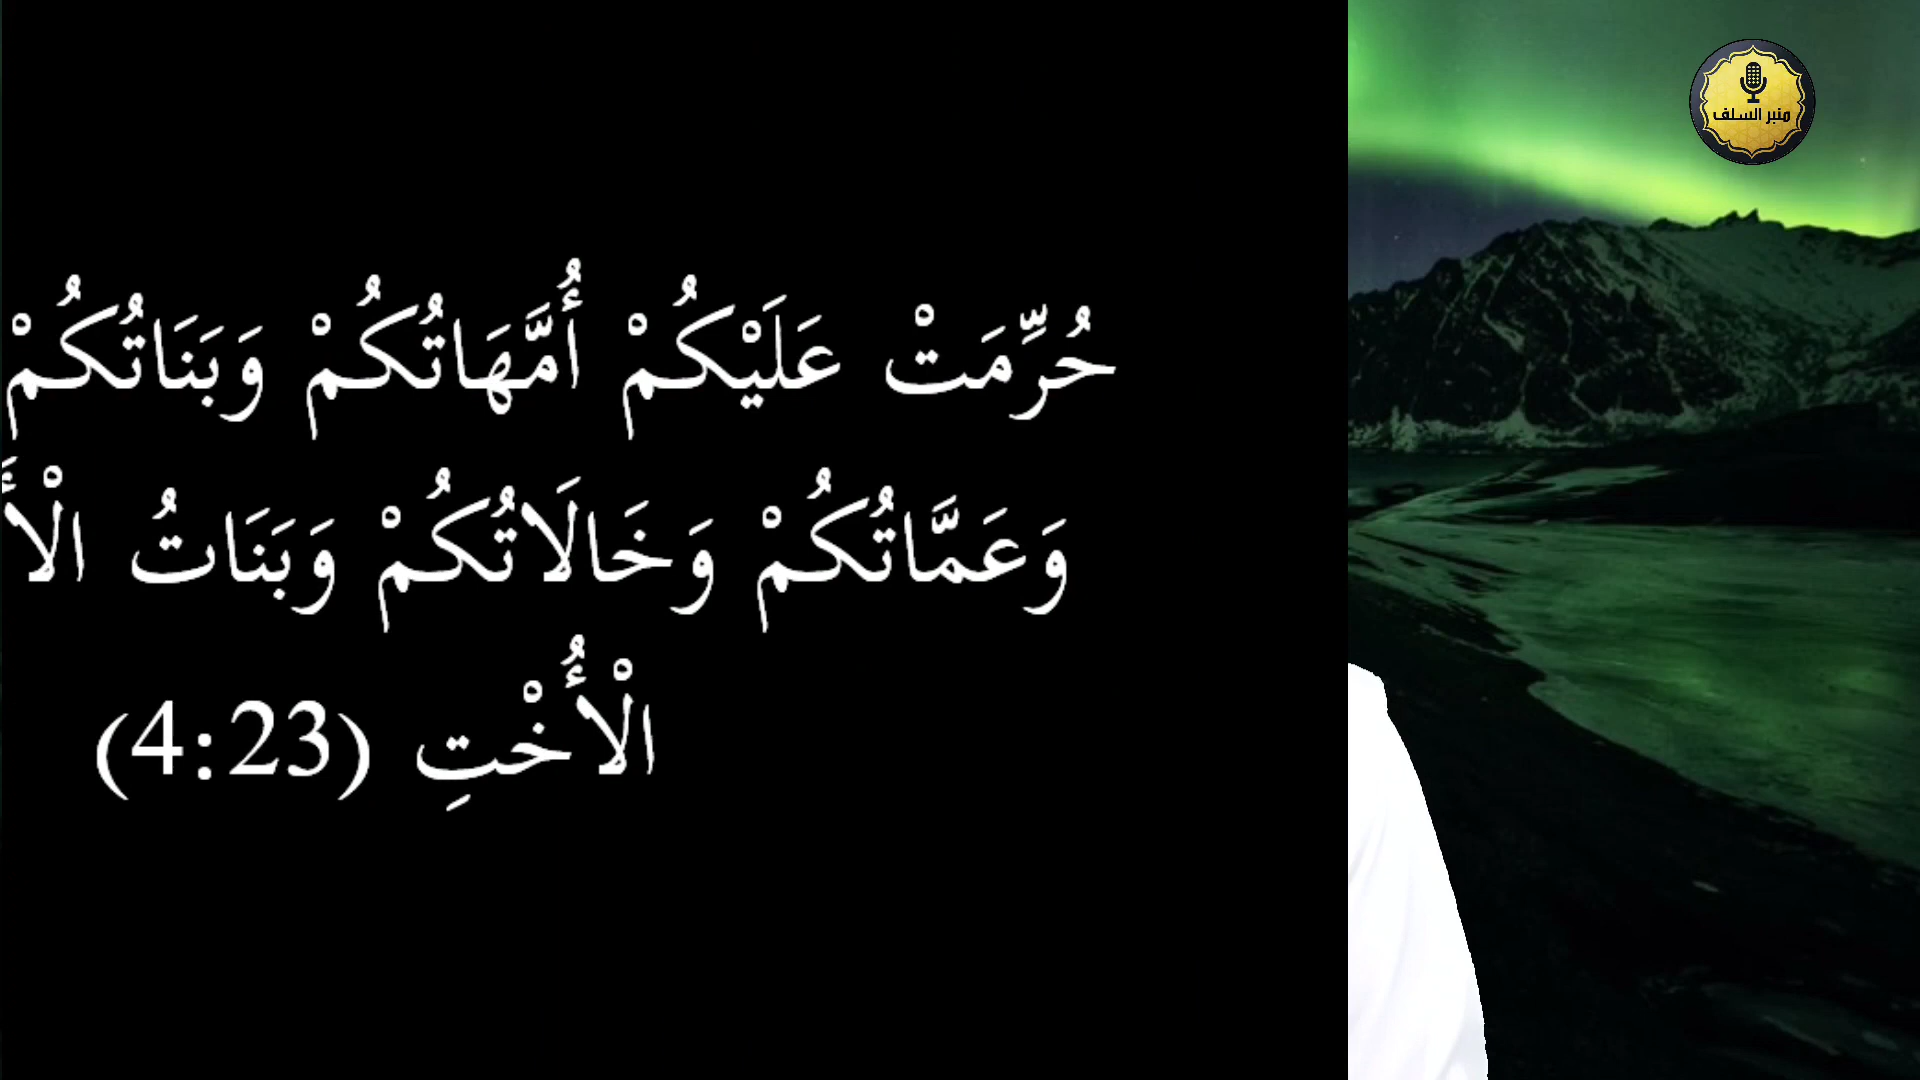 منبر السلف
حُرِّمَتْ عَلَيْكُمْ أُمَّهَاتُكُمْ وَبَنَاتُكُمْ
وَعَمَّاتُكُمْ وَخَالَاتُكُمْ وَبَنَاتُ
الْأُخْتِ (4:23)